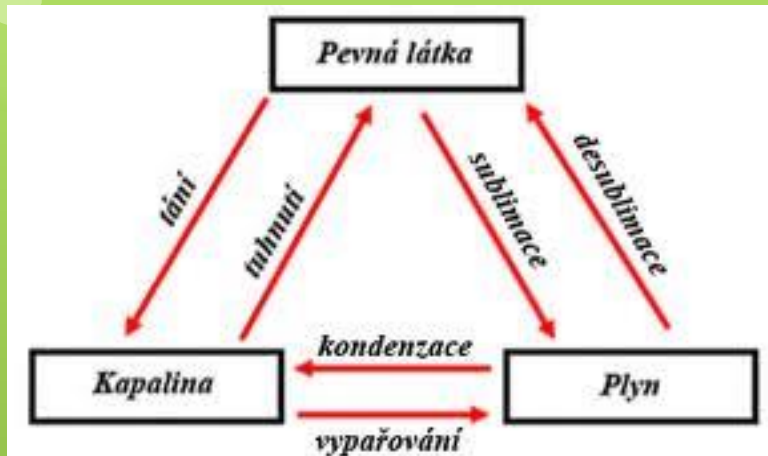 Pevná látka
tání
tuhnutí
sublimace
desublimace
kondenzace
Kapalina
Plyn
vypařování